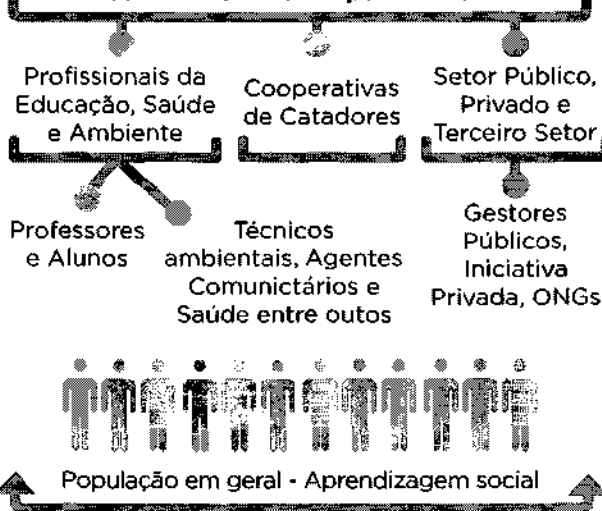 Profissionais da
Educação, Saúde
e Ambiente
Cooperativas
de Catadores
Setor Público,
Privado e
Terceiro Setor
Professores
e Alunos
Técnicos
ambientais, Agentes
Comunictários e
Saúde entre outos
Gestores
Públicos,
Iniciativa
Privada, ONGs
População em geral - Aprendizagem social